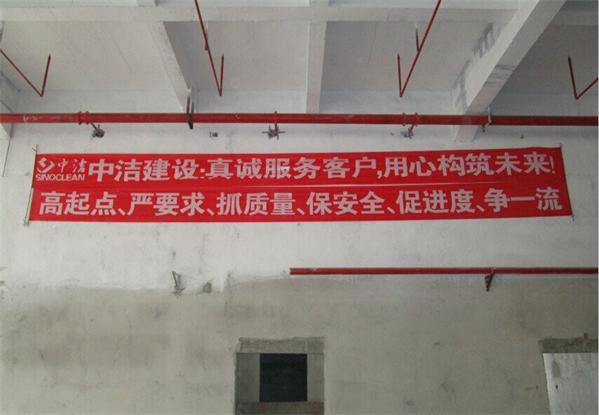 中洁 SINOCLEAN 中洁建设:真诚服务客户,用心构筑未来!
高起点、严要求、抓质量、保安全、促进度、争一流